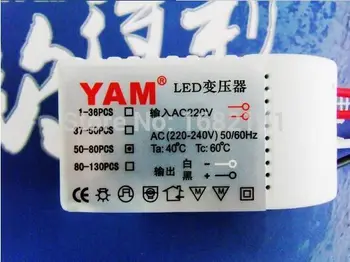 YAM® LED变压器
1-36PCS
输入AC220V
37-50PCS
AC (220-240V) 50/60Hz
50-80PCS
Ta: 40℃ Tc: 60℃
80-130PCS
输出 白 -
黑 +
CE F M M